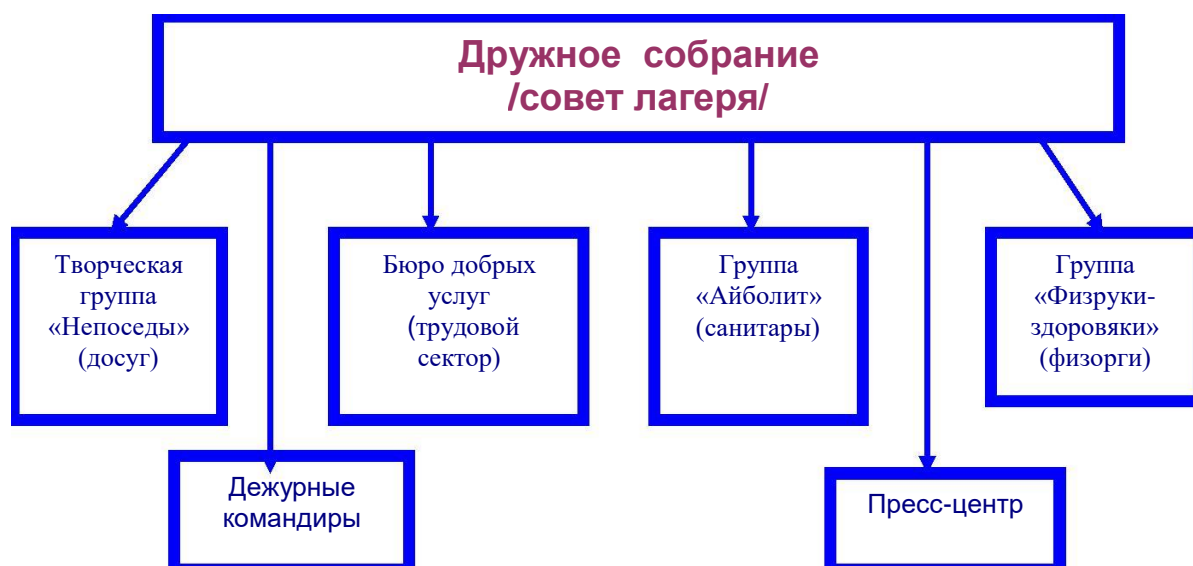 Дружное собрание
/совет лагеря/
Творческая
группа
«Непоседы»
(досуг)
Бюро добрых
услуг
(трудовой
сектор)
Группа
«Айболит»
(санитары)
Группа
«Физруки-
здоровяки»
(физорги)
Дежурные
командиры
Пресс-центр